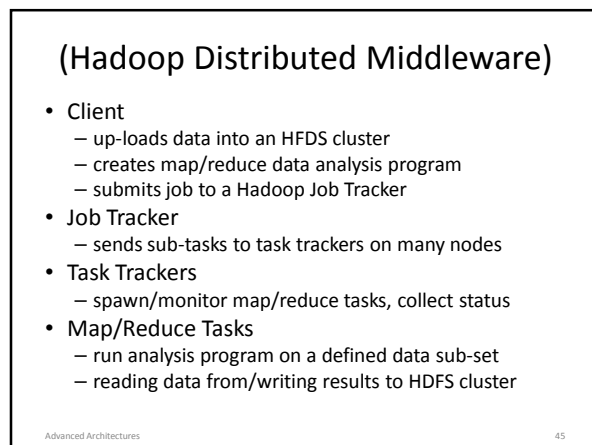 (Hadoop Distributed Middleware)
• Client
– up-loads data into an HFDS cluster
– creates map/reduce data analysis program
– submits job to a Hadoop Job Tracker
• Job Tracker
– sends sub-tasks to task trackers on many nodes
• Task Trackers
– spawn/monitor map/reduce tasks, collect status
• Map/Reduce Tasks
– run analysis program on a defined data sub-set
– reading data from/writing results to HDFS cluster
Advanced Architectures 45